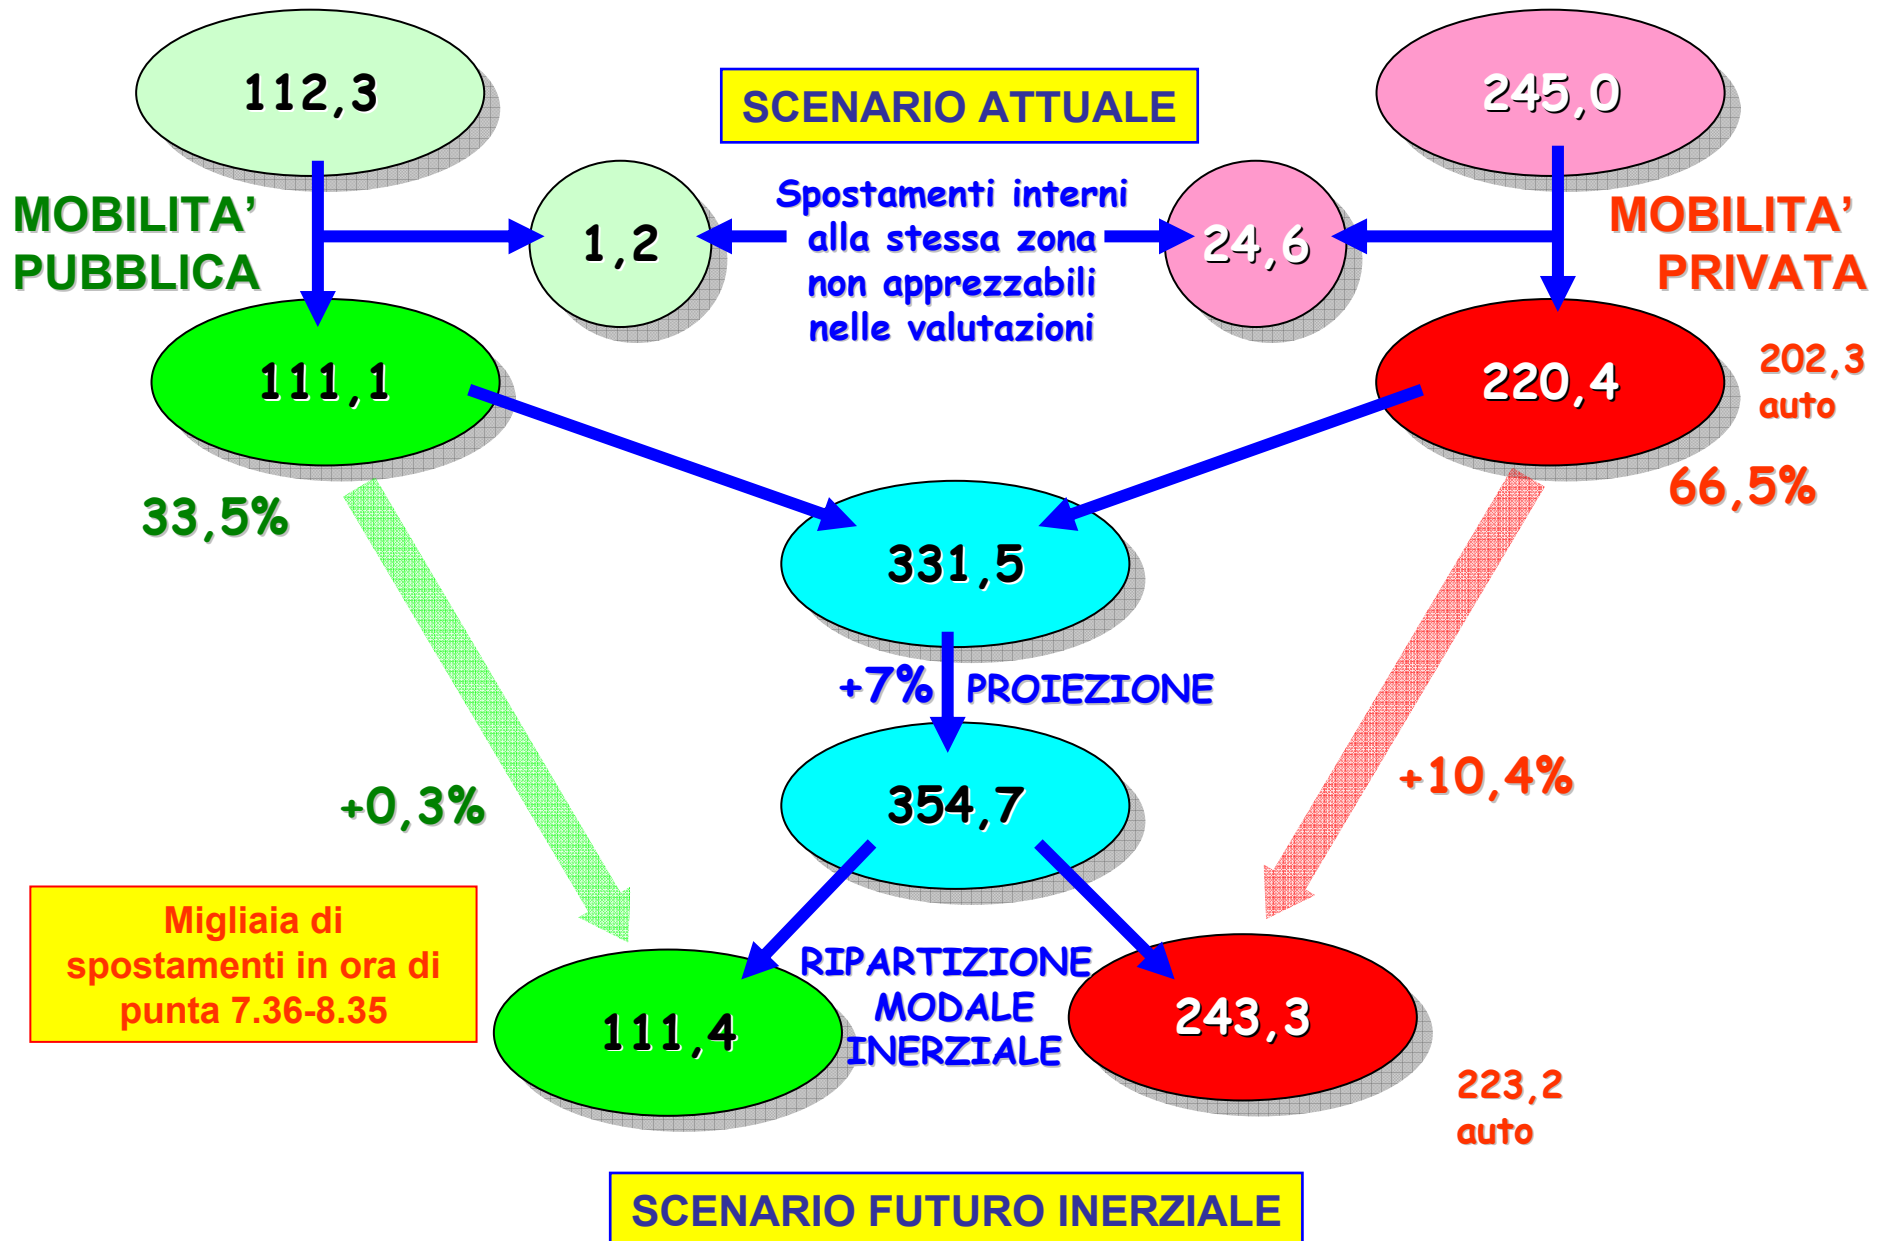 112,3
SCENARIO ATTUALE
245,0
MOBILITA’
PUBBLICA
1,2
Spostamenti interni
alla stessa zona
non apprezzabili
nelle valutazioni
24,6
MOBILITA’
PRIVATA
111,1
220,4
202,3
auto
33,5%
66,5%
331,5
+7%
PROIEZIONE
+0,3%
354,7
+10,4%
Migliaia di
spostamenti in ora di
punta 7.36-8.35
RIPARTIZIONE
MODALE
INERZIALE
111,4
243,3
223,2
auto
SCENARIO FUTURO INERZIALE